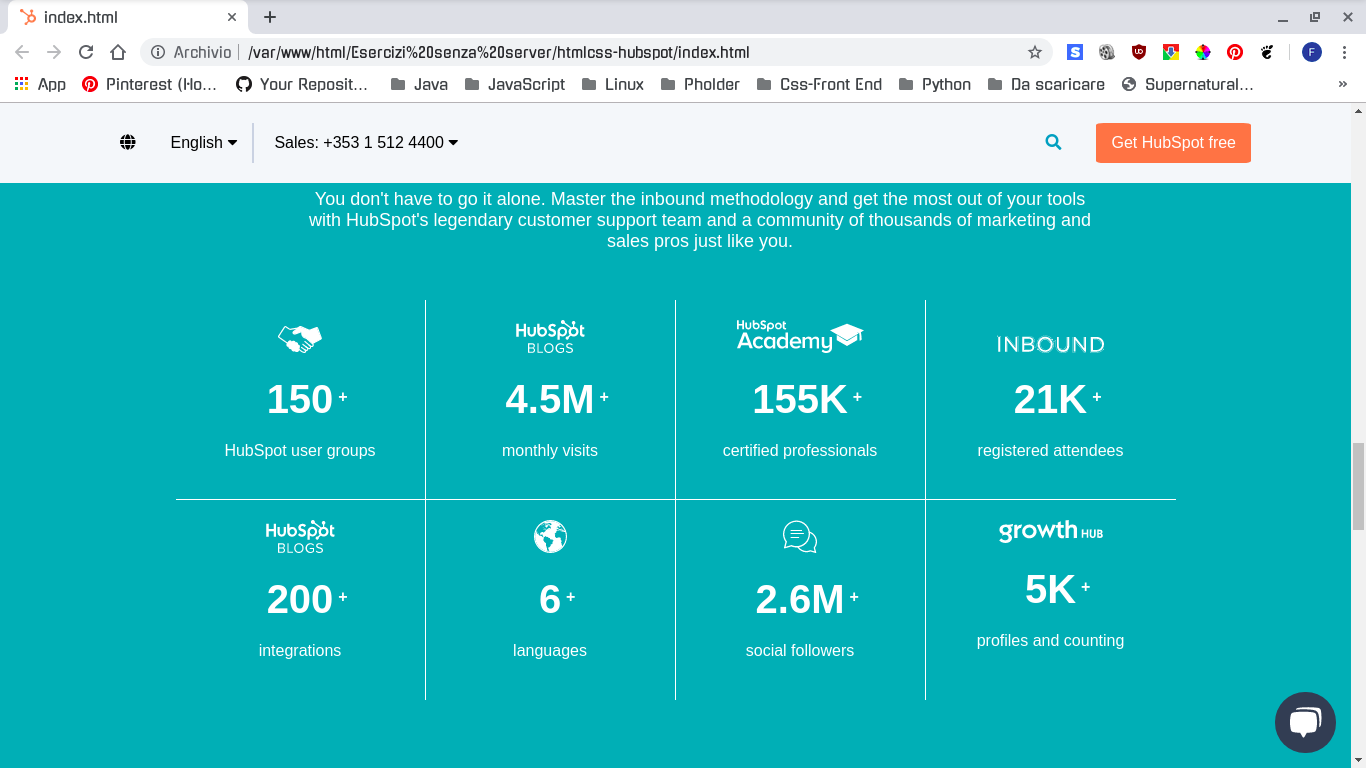 index.html
Archivio /var/www/html/Esercizi%20senza%20server/htmlcss-hubspot/index.html
S UD F
App Pinterest (Ho... Your Reposit... Java JavaScript Linux Pholder Css-Front End Python Da scaricare Supernatural... »
English Sales: +353 1 512 4400 Get HubSpot free
You don't have to go it alone. Master the inbound methodology and get the most out of your tools
with HubSpot's legendary customer support team and a community of thousands of marketing and
sales pros just like you.
HubSpot
BLOGS
HubSpot
Academy
INBOUND
150 + 4.5M + 155K + 21K +
HubSpot user groups monthly visits certified professionals registered attendees
HubSpot
BLOGS
growth HUB
200 + 6 + 2.6M + 5K +
integrations languages social followers profiles and counting